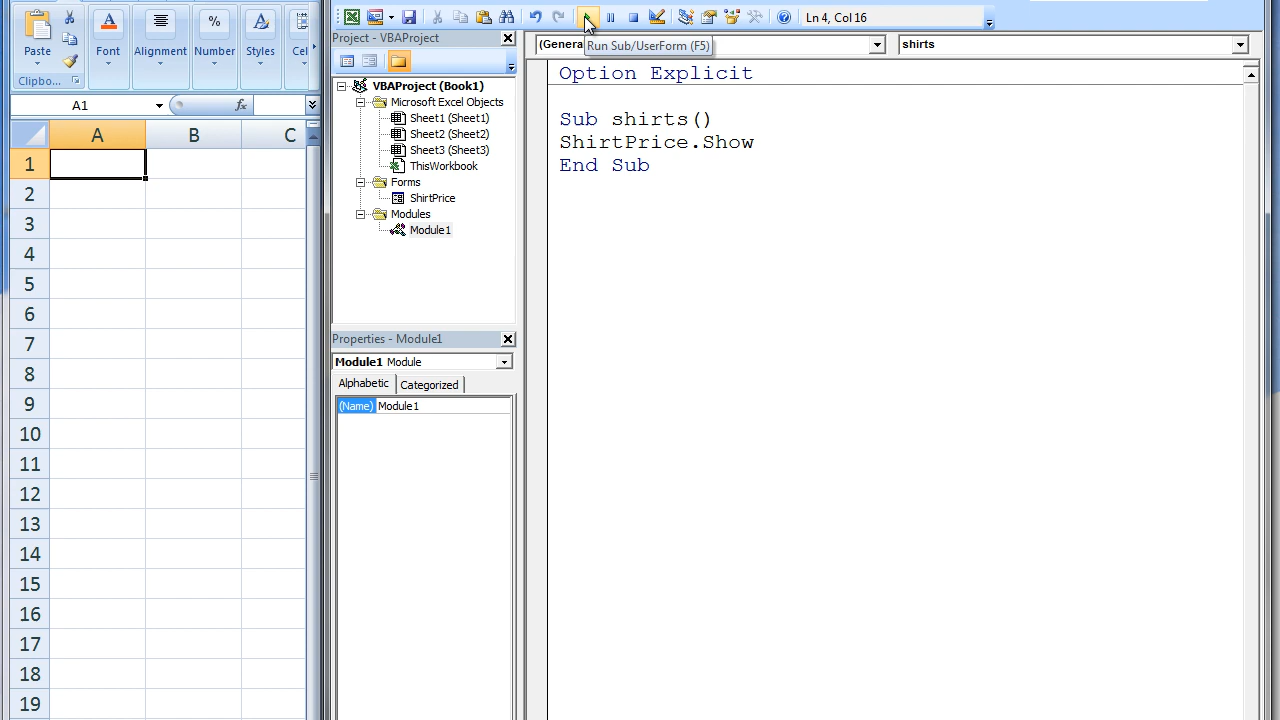 Paste
Font
Alignment
Number
Styles
Cel
Clipbo...
A1
fx
A B C
1
2
3
4
5
6
7
8
9
10
11
12
13
14
15
16
17
18
19
Ln 4, Col 16
Project - VBAProject
VBAProject (Book1)
Microsoft Excel Objects
Sheet1 (Sheet1)
Sheet2 (Sheet2)
Sheet3 (Sheet3)
ThisWorkbook
Forms
ShirtPrice
Modules
Module1
Properties - Module1
Module1 Module
Alphabetic Categorized
(Name) Module1
(Genera
Run Sub/UserForm (F5)
shirts
Option Explicit
Sub shirts()
ShirtPrice.Show
End Sub